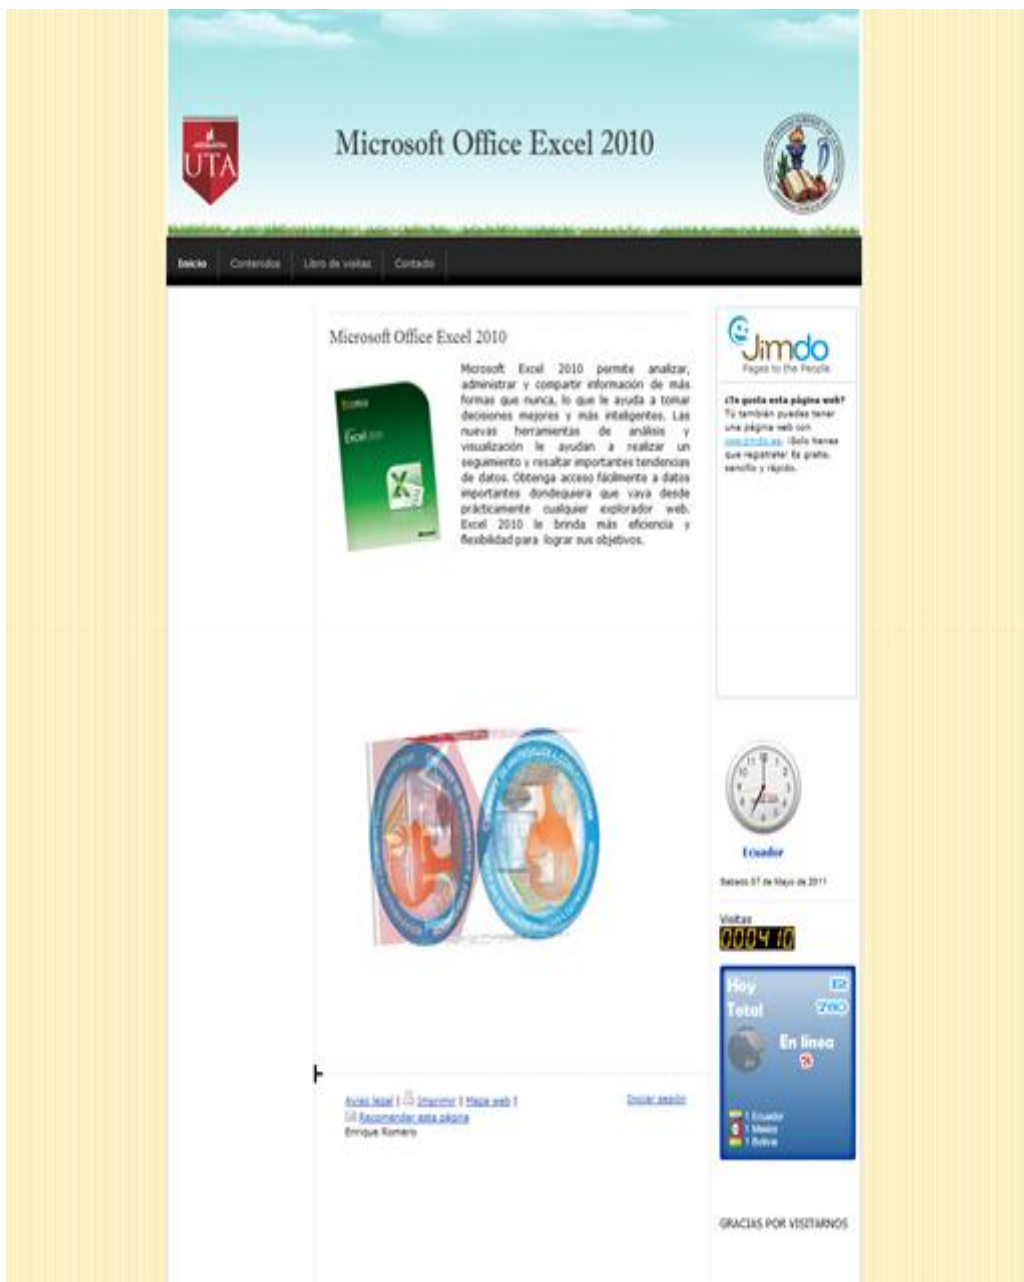 UTA
Microsoft Office Excel 2010
Inicio
Contenidos
Libro de visitas
Contacto
Microsoft Office Excel 2010
Microsoft Excel 2010 permite analizar,
administrar y compartir información de más
formas que nunca, lo que le ayuda a tomar
decisiones mejores y más inteligentes. Las
nuevas herramientas de análisis y
visualización le ayudan a realizar un
seguimiento y resaltar importantes tendencias
de datos. Obtenga acceso fácilmente a datos
importantes dondequiera que vaya desde
prácticamente cualquier explorador web.
Excel 2010 le brinda más eficiencia y
flexibilidad para lograr sus objetivos.
Excel 2010
Jimdo
Pages to the People
¿Te gusta esta página web?
Tú también puedes tener
una página web con
¡Solo tienes
que registrate! Es gratis,
sencillo y rápido.
Ecuador
Sabado 07 de Mayo de 2011
Visitas
000410
Hoy
Total
En linea
1 Ecuador
1 Mexico
1 Bolivia
Aviso legal | Imprimir | Mapa web |
Recomendar esta página
Enrique Romero
Iniciar sesión
GRACIAS POR VISITARNOS